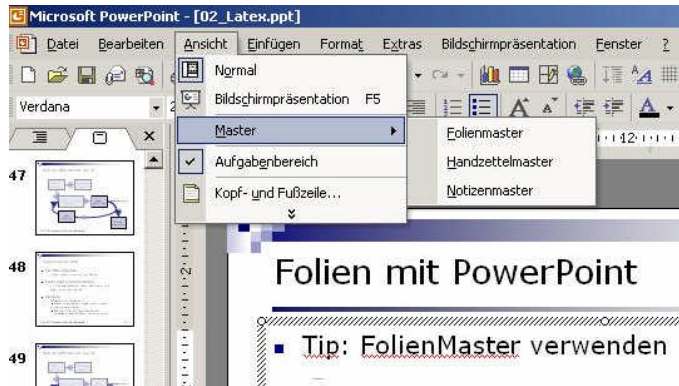 Microsoft PowerPoint - [02_Latex.ppt]
Datei Bearbeiten Ansicht Einfügen Format Extras Bildschirmpräsentation Fenster ?
Normal
Verdana
Bildschirmpräsentation F5
Master
Folienmaster
Aufgabenbereich
Handzettelmaster
Kopf- und Fußzeile...
Notizenmaster
47
48
49
Folien mit PowerPoint
Tip: FolienMaster verwenden